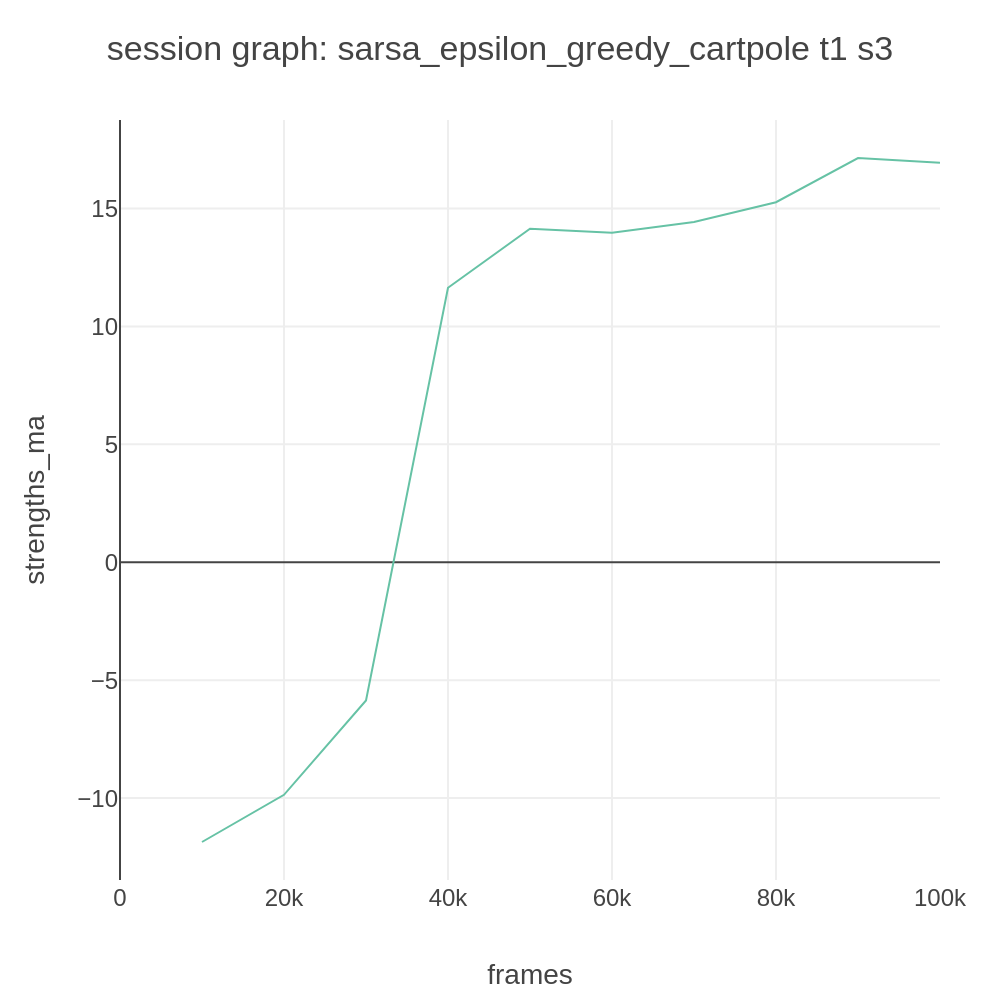 session graph: sarsa_epsilon_greedy_cartpole t1 s3
strengths_ma
15
10
5
0
−5
−10
0
20k
40k
60k
80k
100k
frames